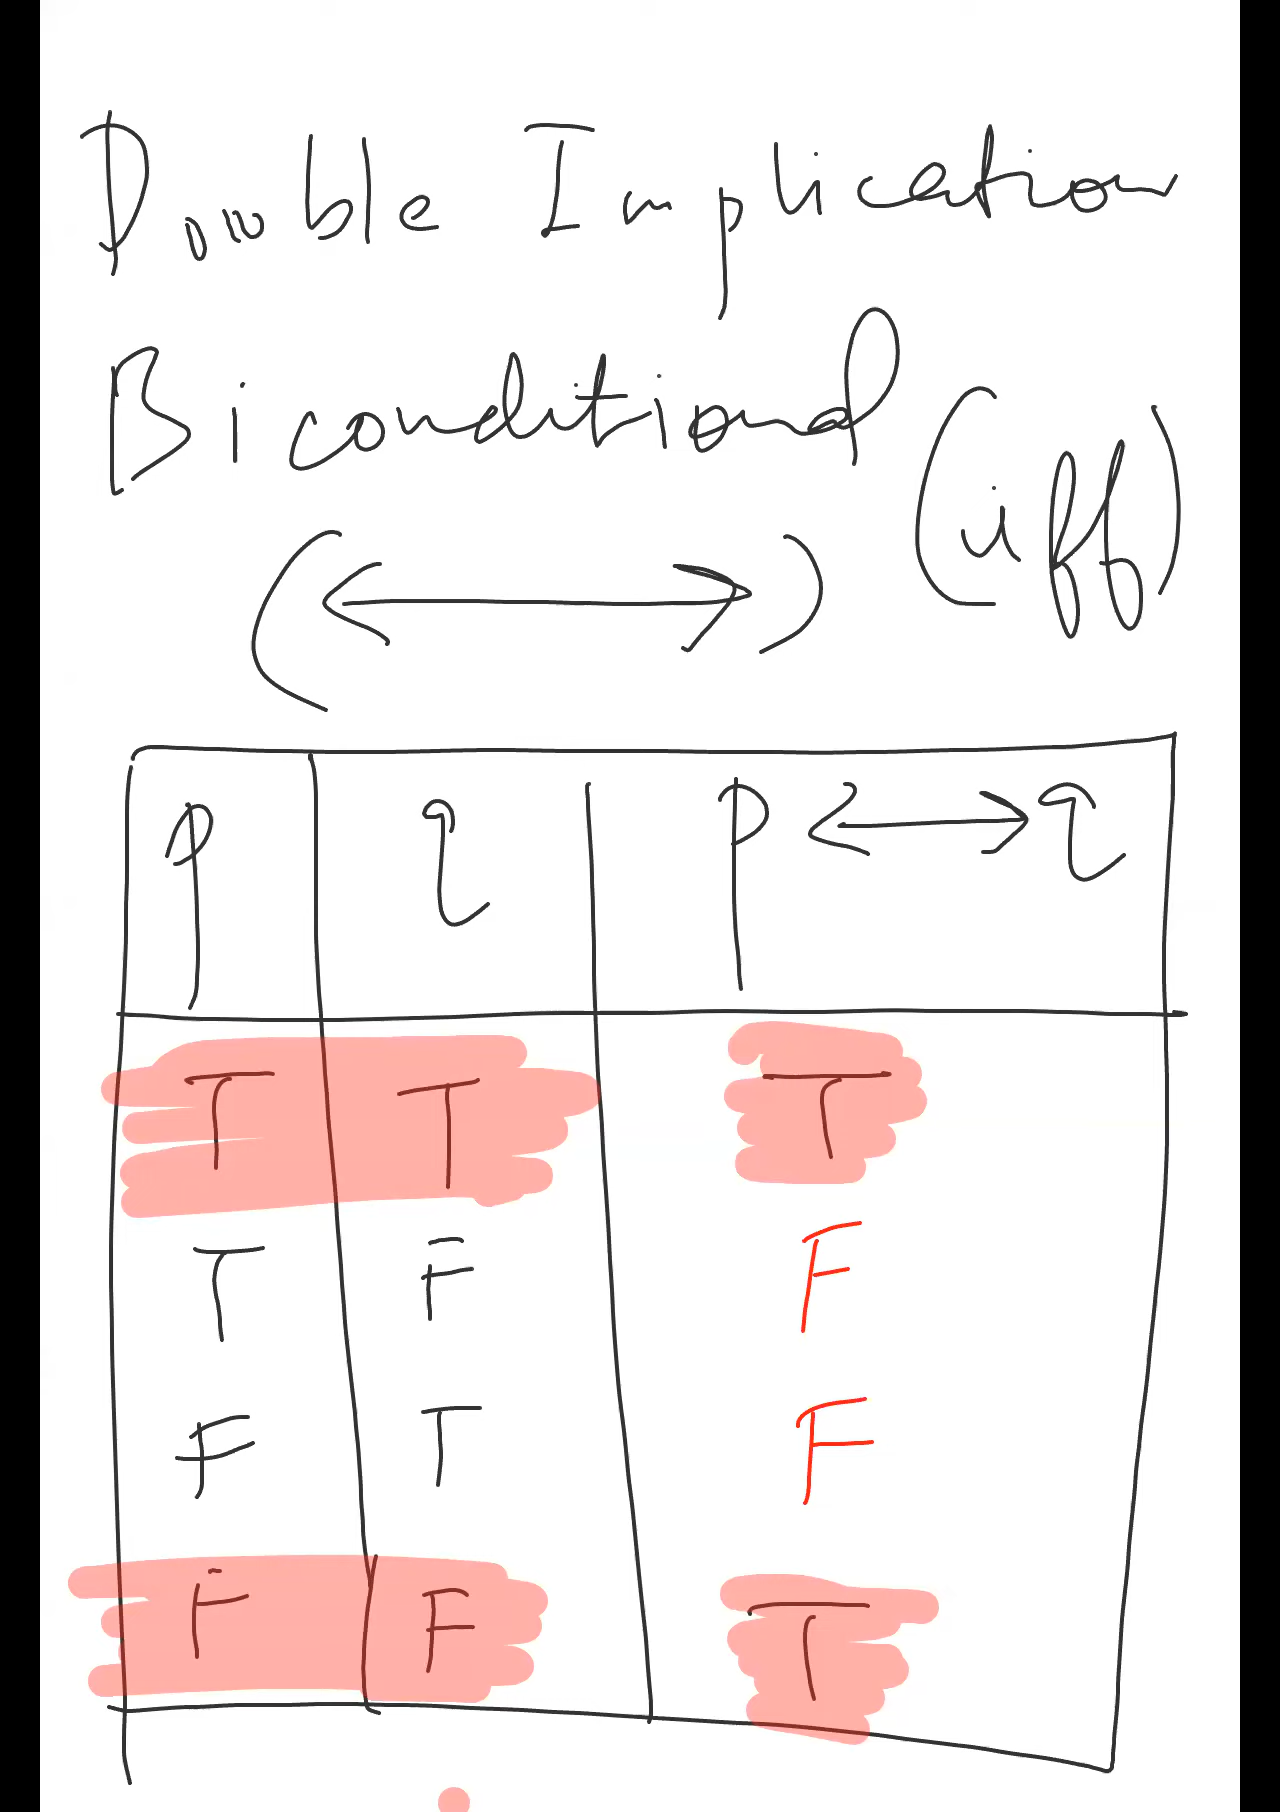 Double Implication
Biconditional (iff)
(↔)
p q p ↔ q
T T T
T F F
F T F
F F T